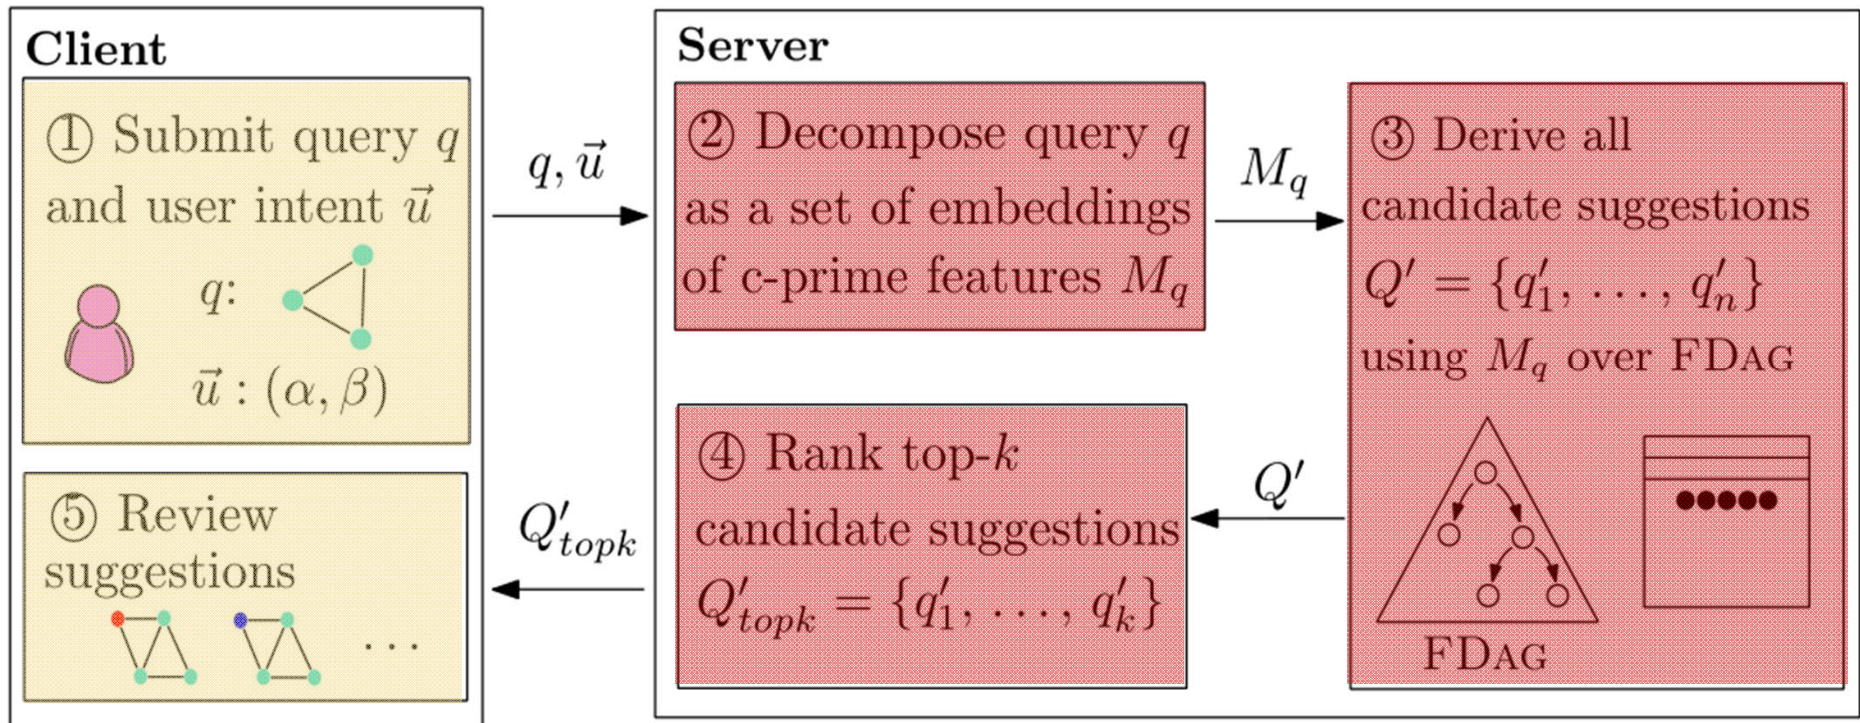 Client
① Submit query q
and user intent u⃗
q:
u⃗ : (α, β)
q, u⃗
Server
② Decompose query q
as a set of embeddings
of c-prime features M_q
M_q
③ Derive all
candidate suggestions
Q′ = {q′_1, . . . , q′_n}
using M_q over FDAG
FDAG
Q′
④ Rank top-k
candidate suggestions
Q′_topk = {q′_1, . . . , q′_k}
Q′_topk
⑤ Review
suggestions
. . .